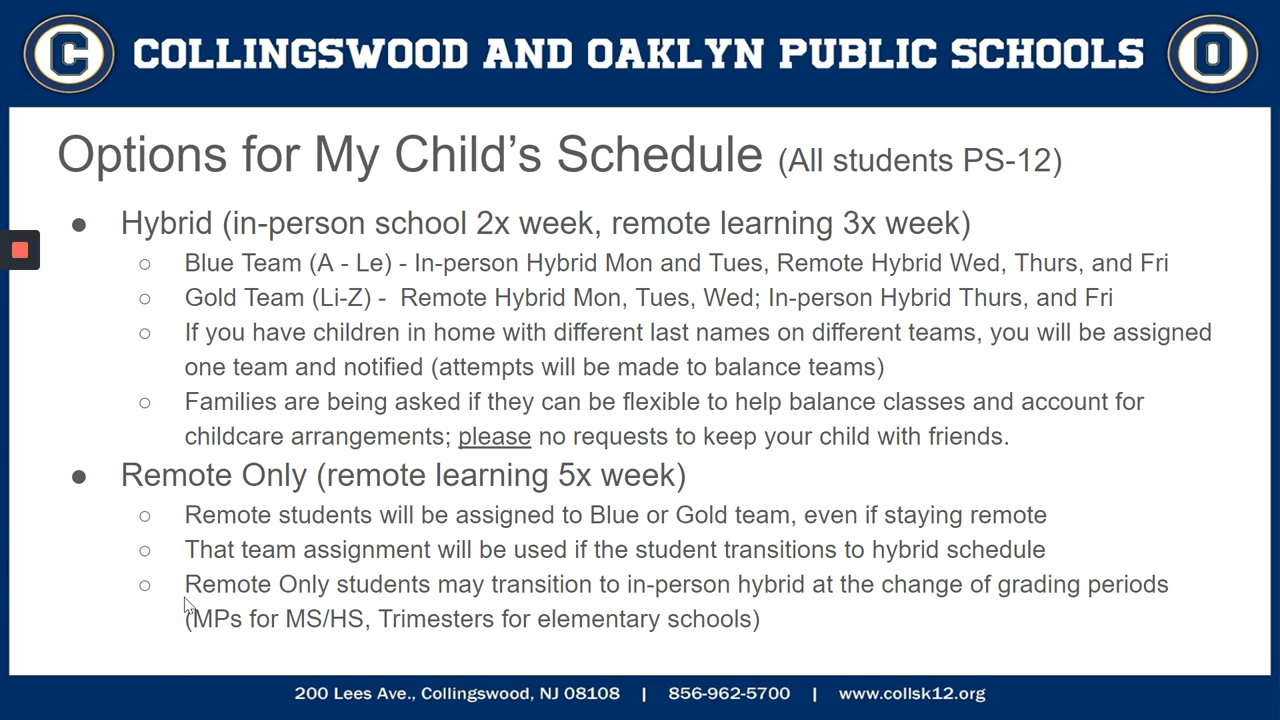 C COLLINGSWOOD AND OAKLYN PUBLIC SCHOOLS O
Options for My Child’s Schedule (All students PS-12)
● Hybrid (in-person school 2x week, remote learning 3x week)
○ Blue Team (A - Le) - In-person Hybrid Mon and Tues, Remote Hybrid Wed, Thurs, and Fri
○ Gold Team (Li-Z) - Remote Hybrid Mon, Tues, Wed; In-person Hybrid Thurs, and Fri
○ If you have children in home with different last names on different teams, you will be assigned
one team and notified (attempts will be made to balance teams)
○ Families are being asked if they can be flexible to help balance classes and account for
childcare arrangements; please no requests to keep your child with friends.
● Remote Only (remote learning 5x week)
○ Remote students will be assigned to Blue or Gold team, even if staying remote
○ That team assignment will be used if the student transitions to hybrid schedule
○ Remote Only students may transition to in-person hybrid at the change of grading periods
(MPs for MS/HS, Trimesters for elementary schools)
200 Lees Ave., Collingswood, NJ 08108 | 856-962-5700 | www.collsk12.org